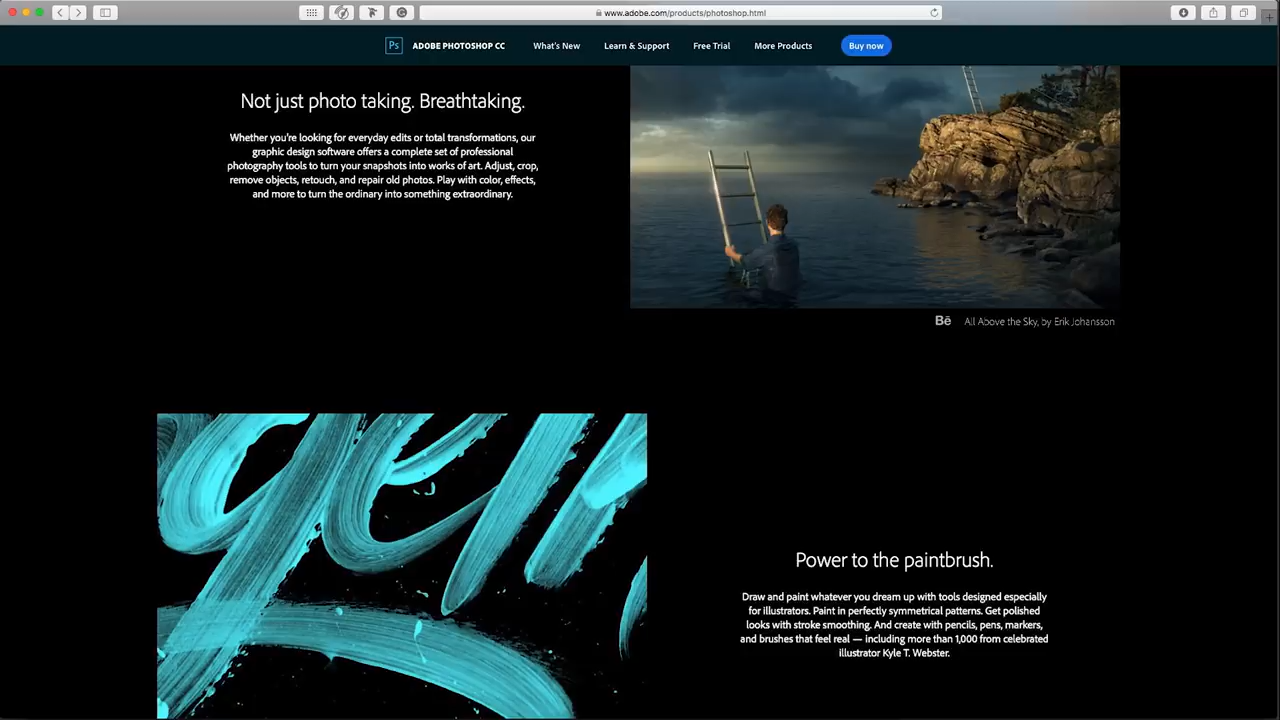 www.adobe.com/products/photoshop.html
Ps ADOBE PHOTOSHOP CC What's New Learn & Support Free Trial More Products Buy now
Not just photo taking. Breathtaking.
Whether you're looking for everyday edits or total transformations, our
graphic design software offers a complete set of professional
photography tools to turn your snapshots into works of art. Adjust, crop,
remove objects, retouch, and repair old photos. Play with color, effects,
and more to turn the ordinary into something extraordinary.
Bē All Above the Sky, by Erik Johansson
Power to the paintbrush.
Draw and paint whatever you dream up with tools designed especially
for illustrators. Paint in perfectly symmetrical patterns. Get polished
looks with stroke smoothing. And create with pencils, pens, markers,
and brushes that feel real — including more than 1,000 from celebrated
illustrator Kyle T. Webster.